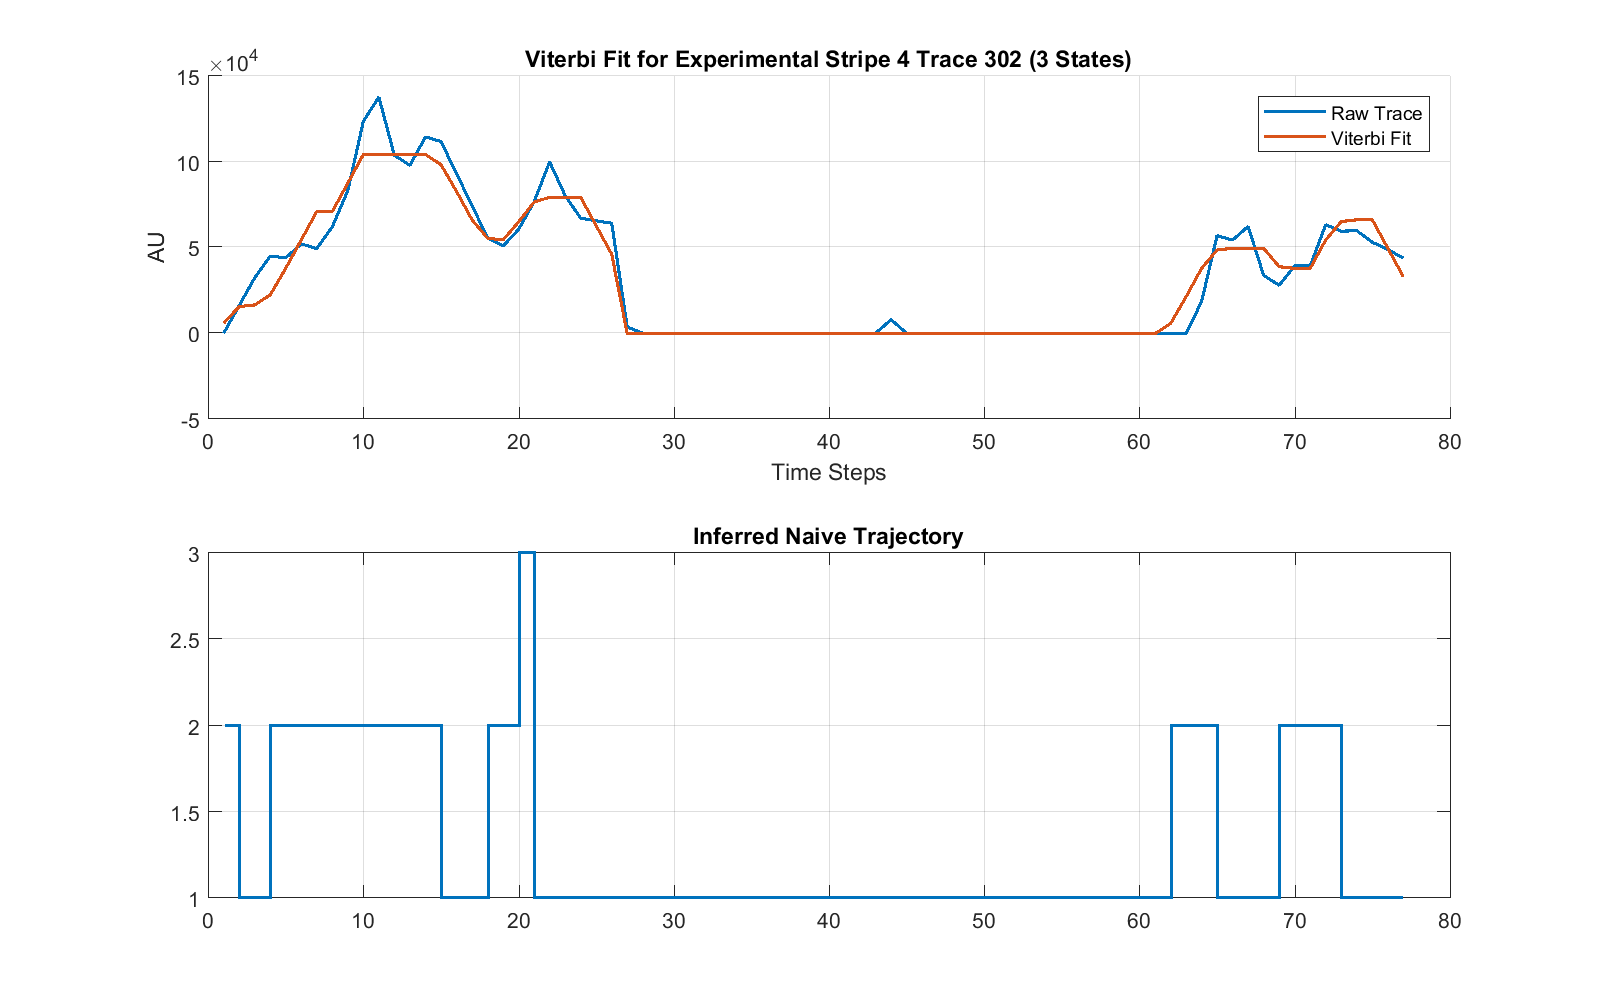 Viterbi Fit for Experimental Stripe 4 Trace 302 (3 States)
×10⁴
15
10
5
0
-5
AU
Raw Trace
Viterbi Fit
0 10 20 30 40 50 60 70 80
Time Steps
Inferred Naive Trajectory
3
2.5
2
1.5
1
0 10 20 30 40 50 60 70 80